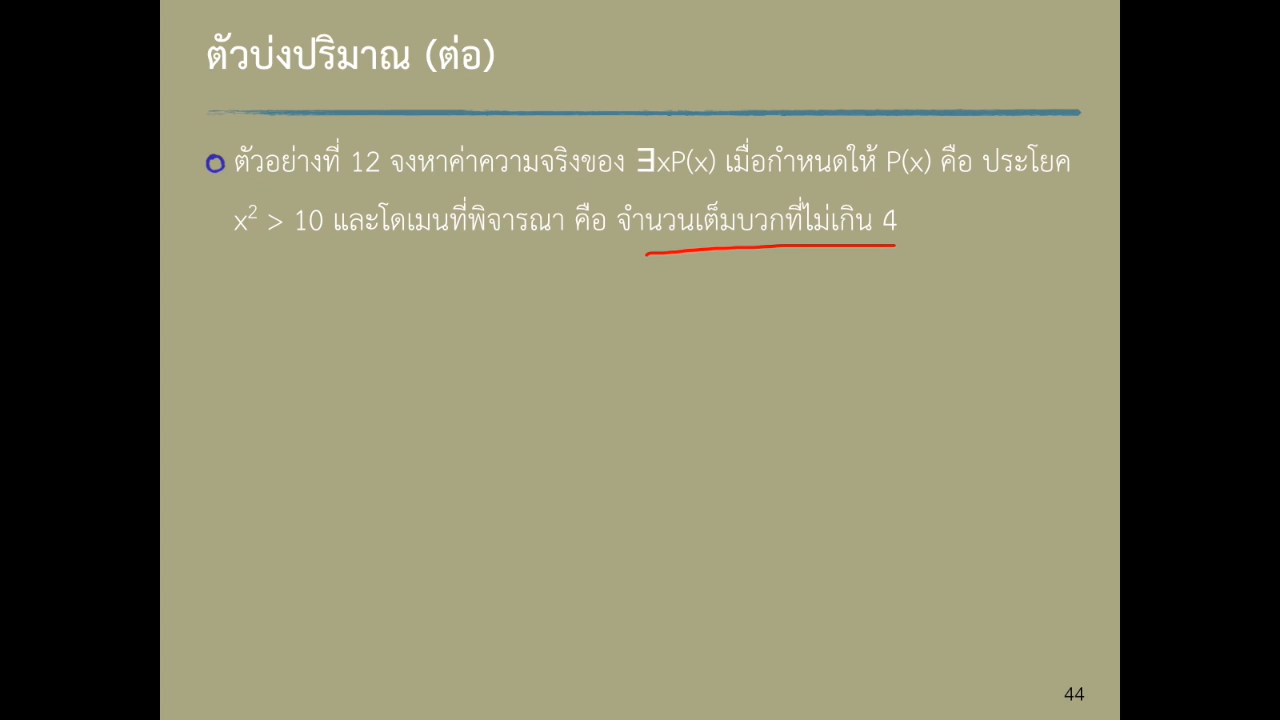 ตัวบ่งปริมาณ (ต่อ)
ตัวอย่างที่ 12 จงหาค่าความจริงของ ∃xP(x) เมื่อกำหนดให้ P(x) คือ ประโยค
x² > 10 และโดเมนที่พิจารณา คือ จำนวนเต็มบวกที่ไม่เกิน 4
44